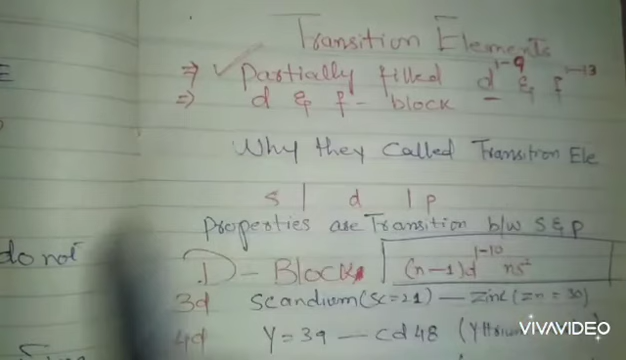 Transition Elements
⇒ ✓ Partially filled d¹⁻⁹ & f¹⁻¹³
⇒ d & f - block
Why they called Transition Ele
s | d | p
Properties are Transition b/w S & p
do not
D - Block (n-1)d¹⁻¹⁰ ns²
3d Scandium (Sc=21) — Zinc (Zn = 30)
4d Y = 39 — Cd 48
VIVAVIDEO